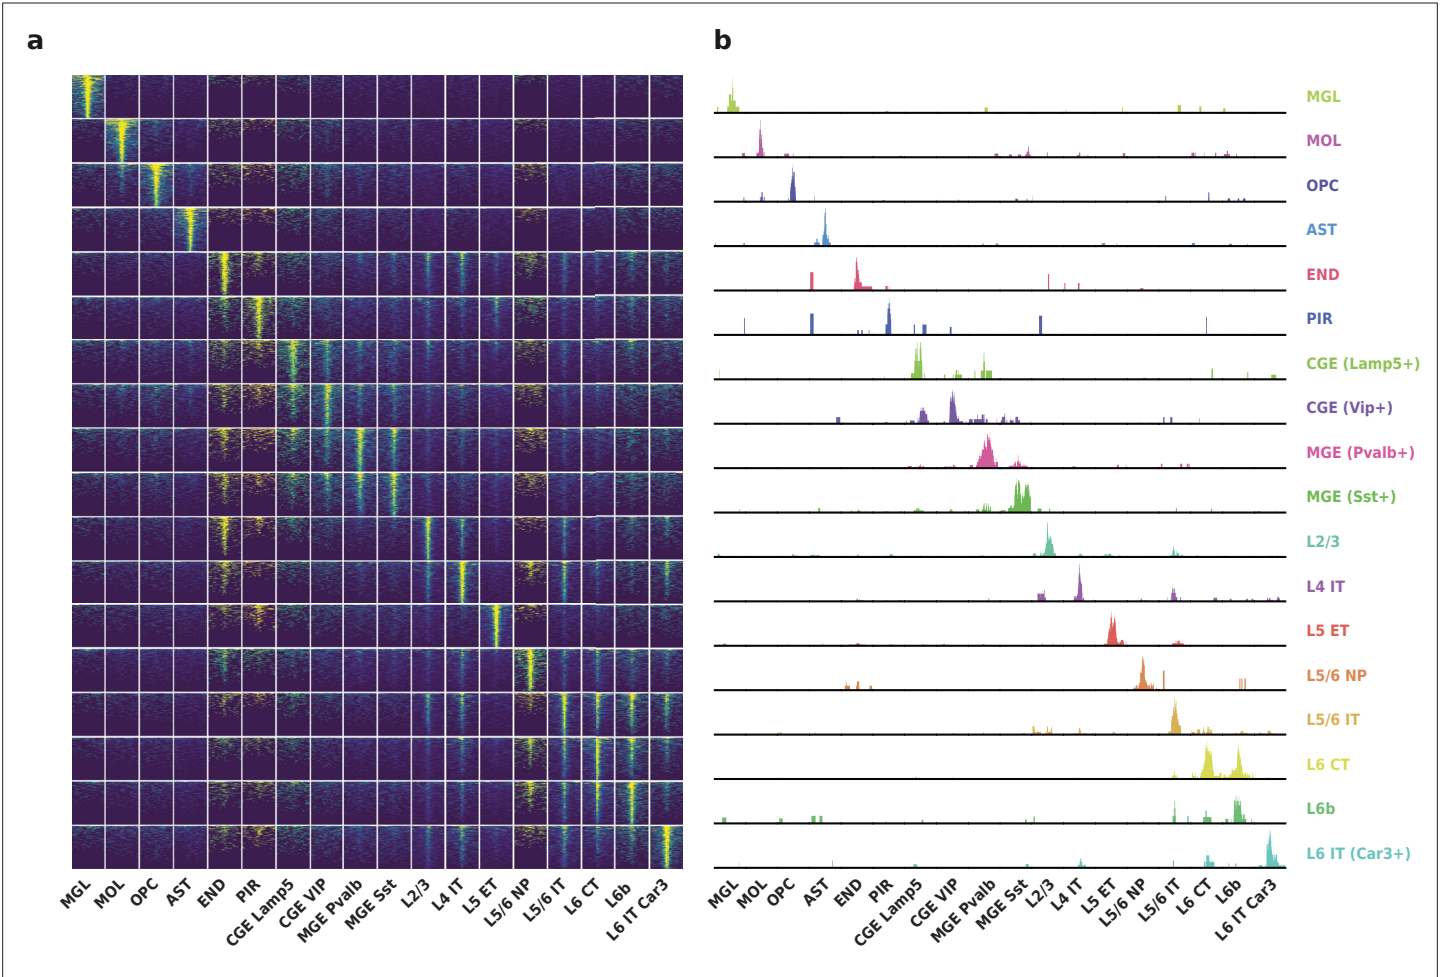 a
b
MGL
MOL
OPC
AST
END
PIR
CGE (Lamp5+)
CGE (Vip+)
MGE (Pvalb+)
MGE (Sst+)
L2/3
L4 IT
L5 ET
L5/6 NP
L5/6 IT
L6 CT
L6b
L6 IT (Car3+)
MGL
MOL
OPC
AST
END
PIR
CGE Lamp5
CGE VIP
MGE Pvalb
MGE Sst
L2/3
L4 IT
L5 ET
L5/6 NP
L5/6 IT
L6 CT
L6b
L6 IT Car3
MGL
MOL
OPC
AST
END
PIR
CGE Lamp5
CGE VIP
MGE Pvalb
MGE Sst
L2/3
L4 IT
L5 ET
L5/6 NP
L5/6 IT
L6 CT
L6b
L6 IT Car3